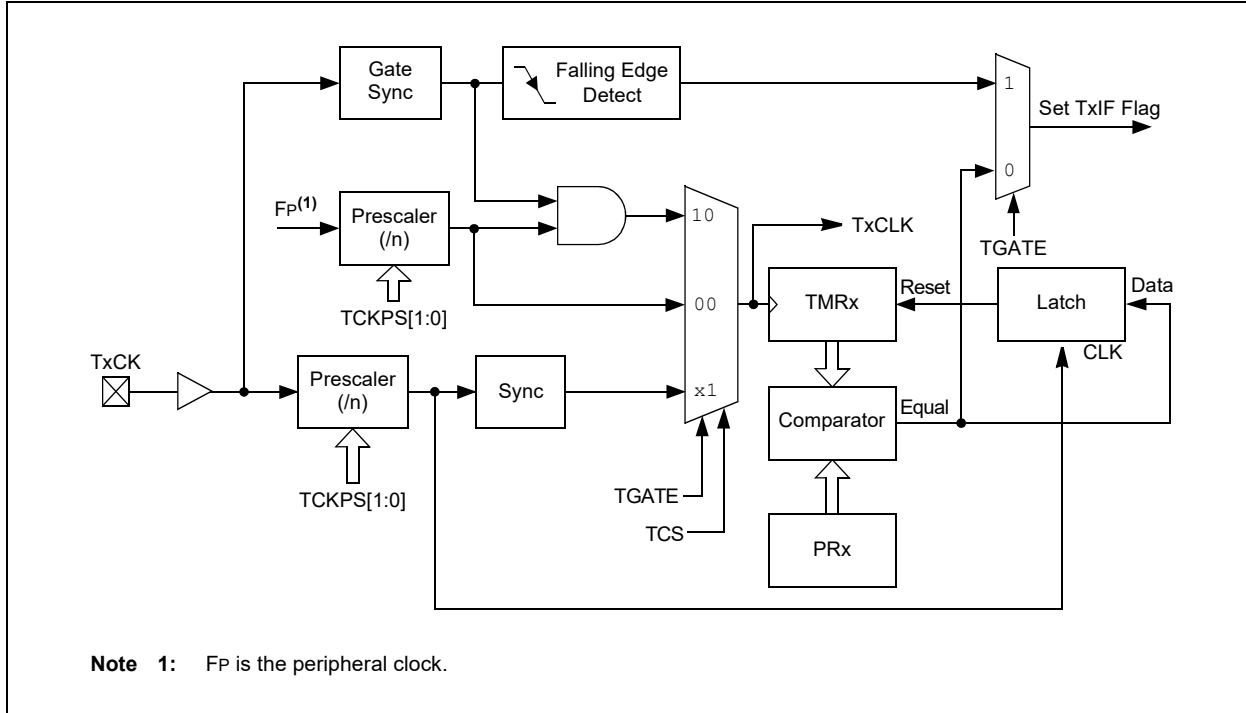 Gate
Sync
Falling Edge
Detect
1
Set TxIF Flag
0
TGATE
FP(1)
Prescaler
(/n)
TCKPS[1:0]
10
00
x1
TxCLK
TMRx
Reset
Latch
Data
CLK
TxCK
Prescaler
(/n)
TCKPS[1:0]
Sync
Comparator
Equal
TGATE
TCS
PRx
Note 1: FP is the peripheral clock.